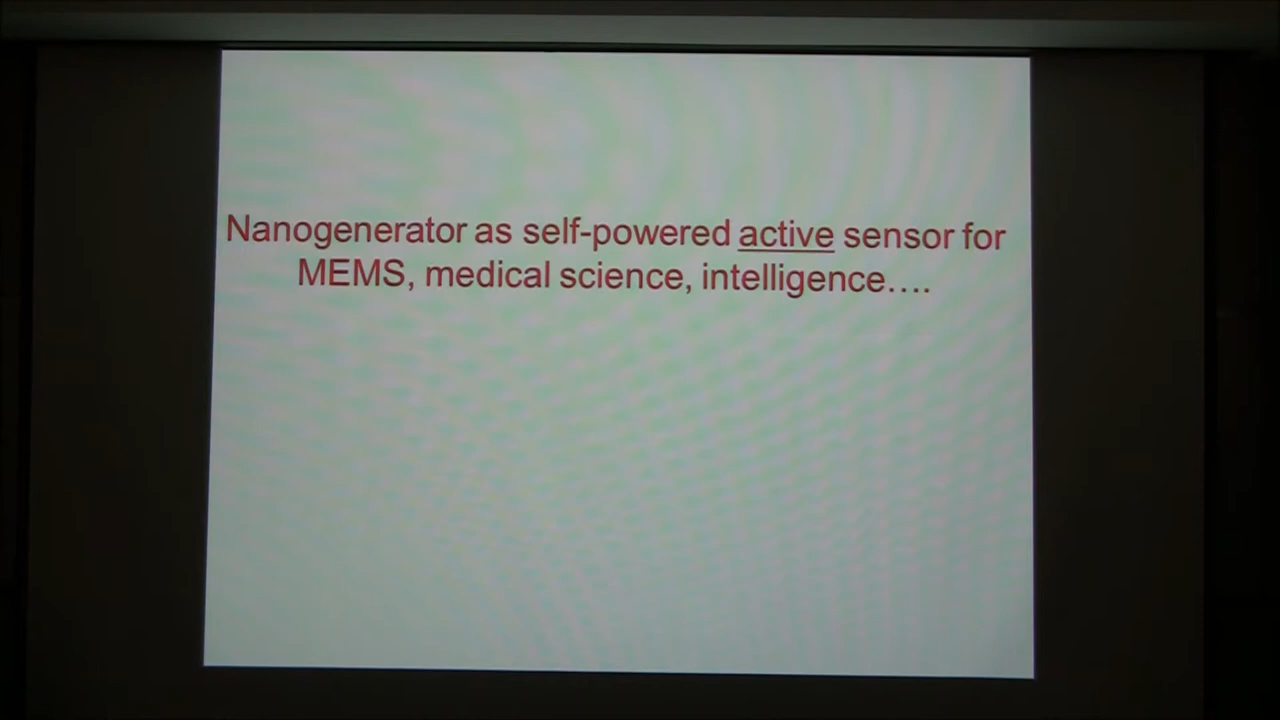 Nanogenerator as self-powered active sensor for
MEMS, medical science, intelligence….